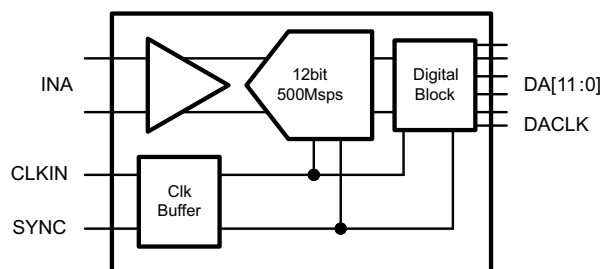 INA
12bit
500Msps
Digital
Block
DA[11:0]
DACLK
CLKIN
Clk
Buffer
SYNC